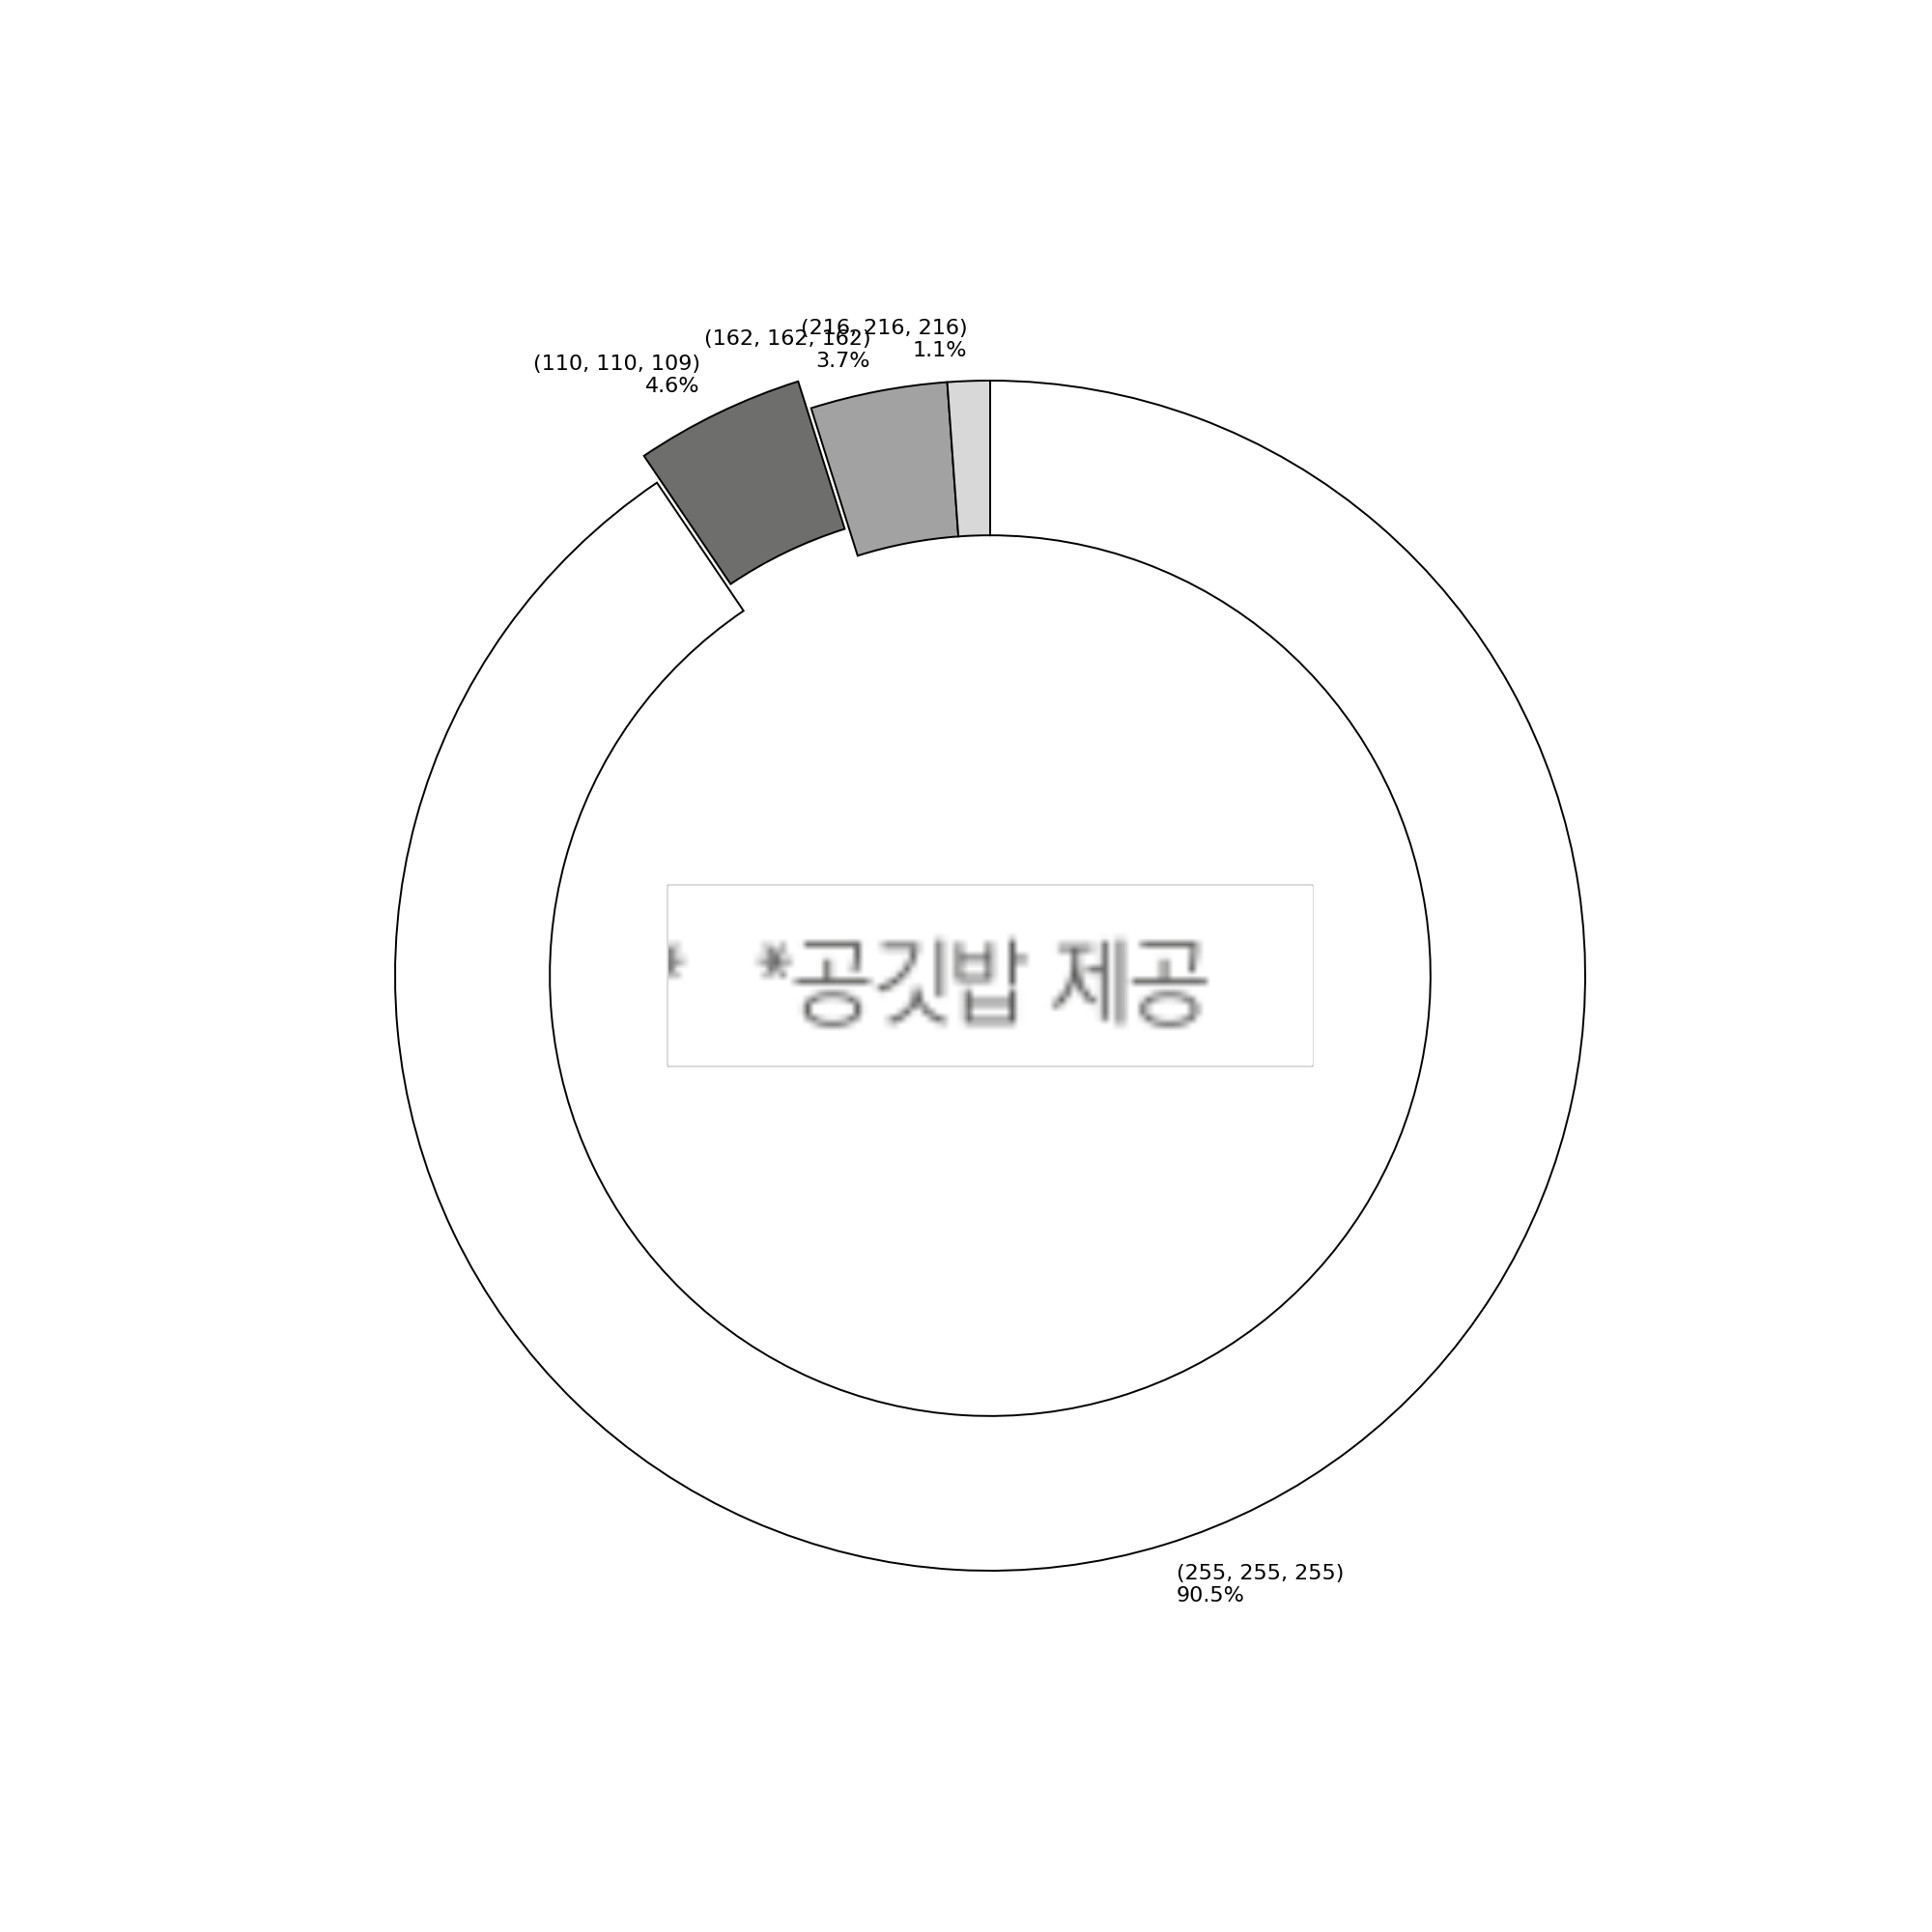 (216, 216, 216)
1.1%
(162, 162, 162)
3.7%
(110, 110, 109)
4.6%
* *공깃밥 제공
(255, 255, 255)
90.5%